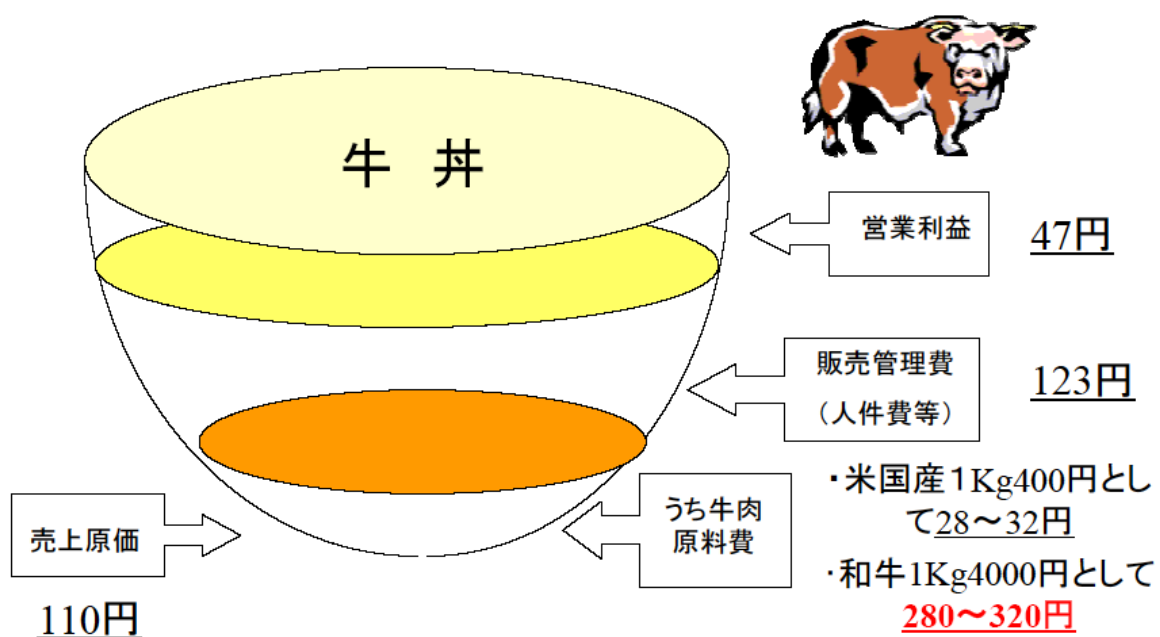 牛 丼
営業利益
47円
販売管理費
（人件費等）
123円
うち牛肉
原料費
・米国産１Kg400円とし
て28～32円
・和牛1Kg4000円として
280～320円
売上原価
110円